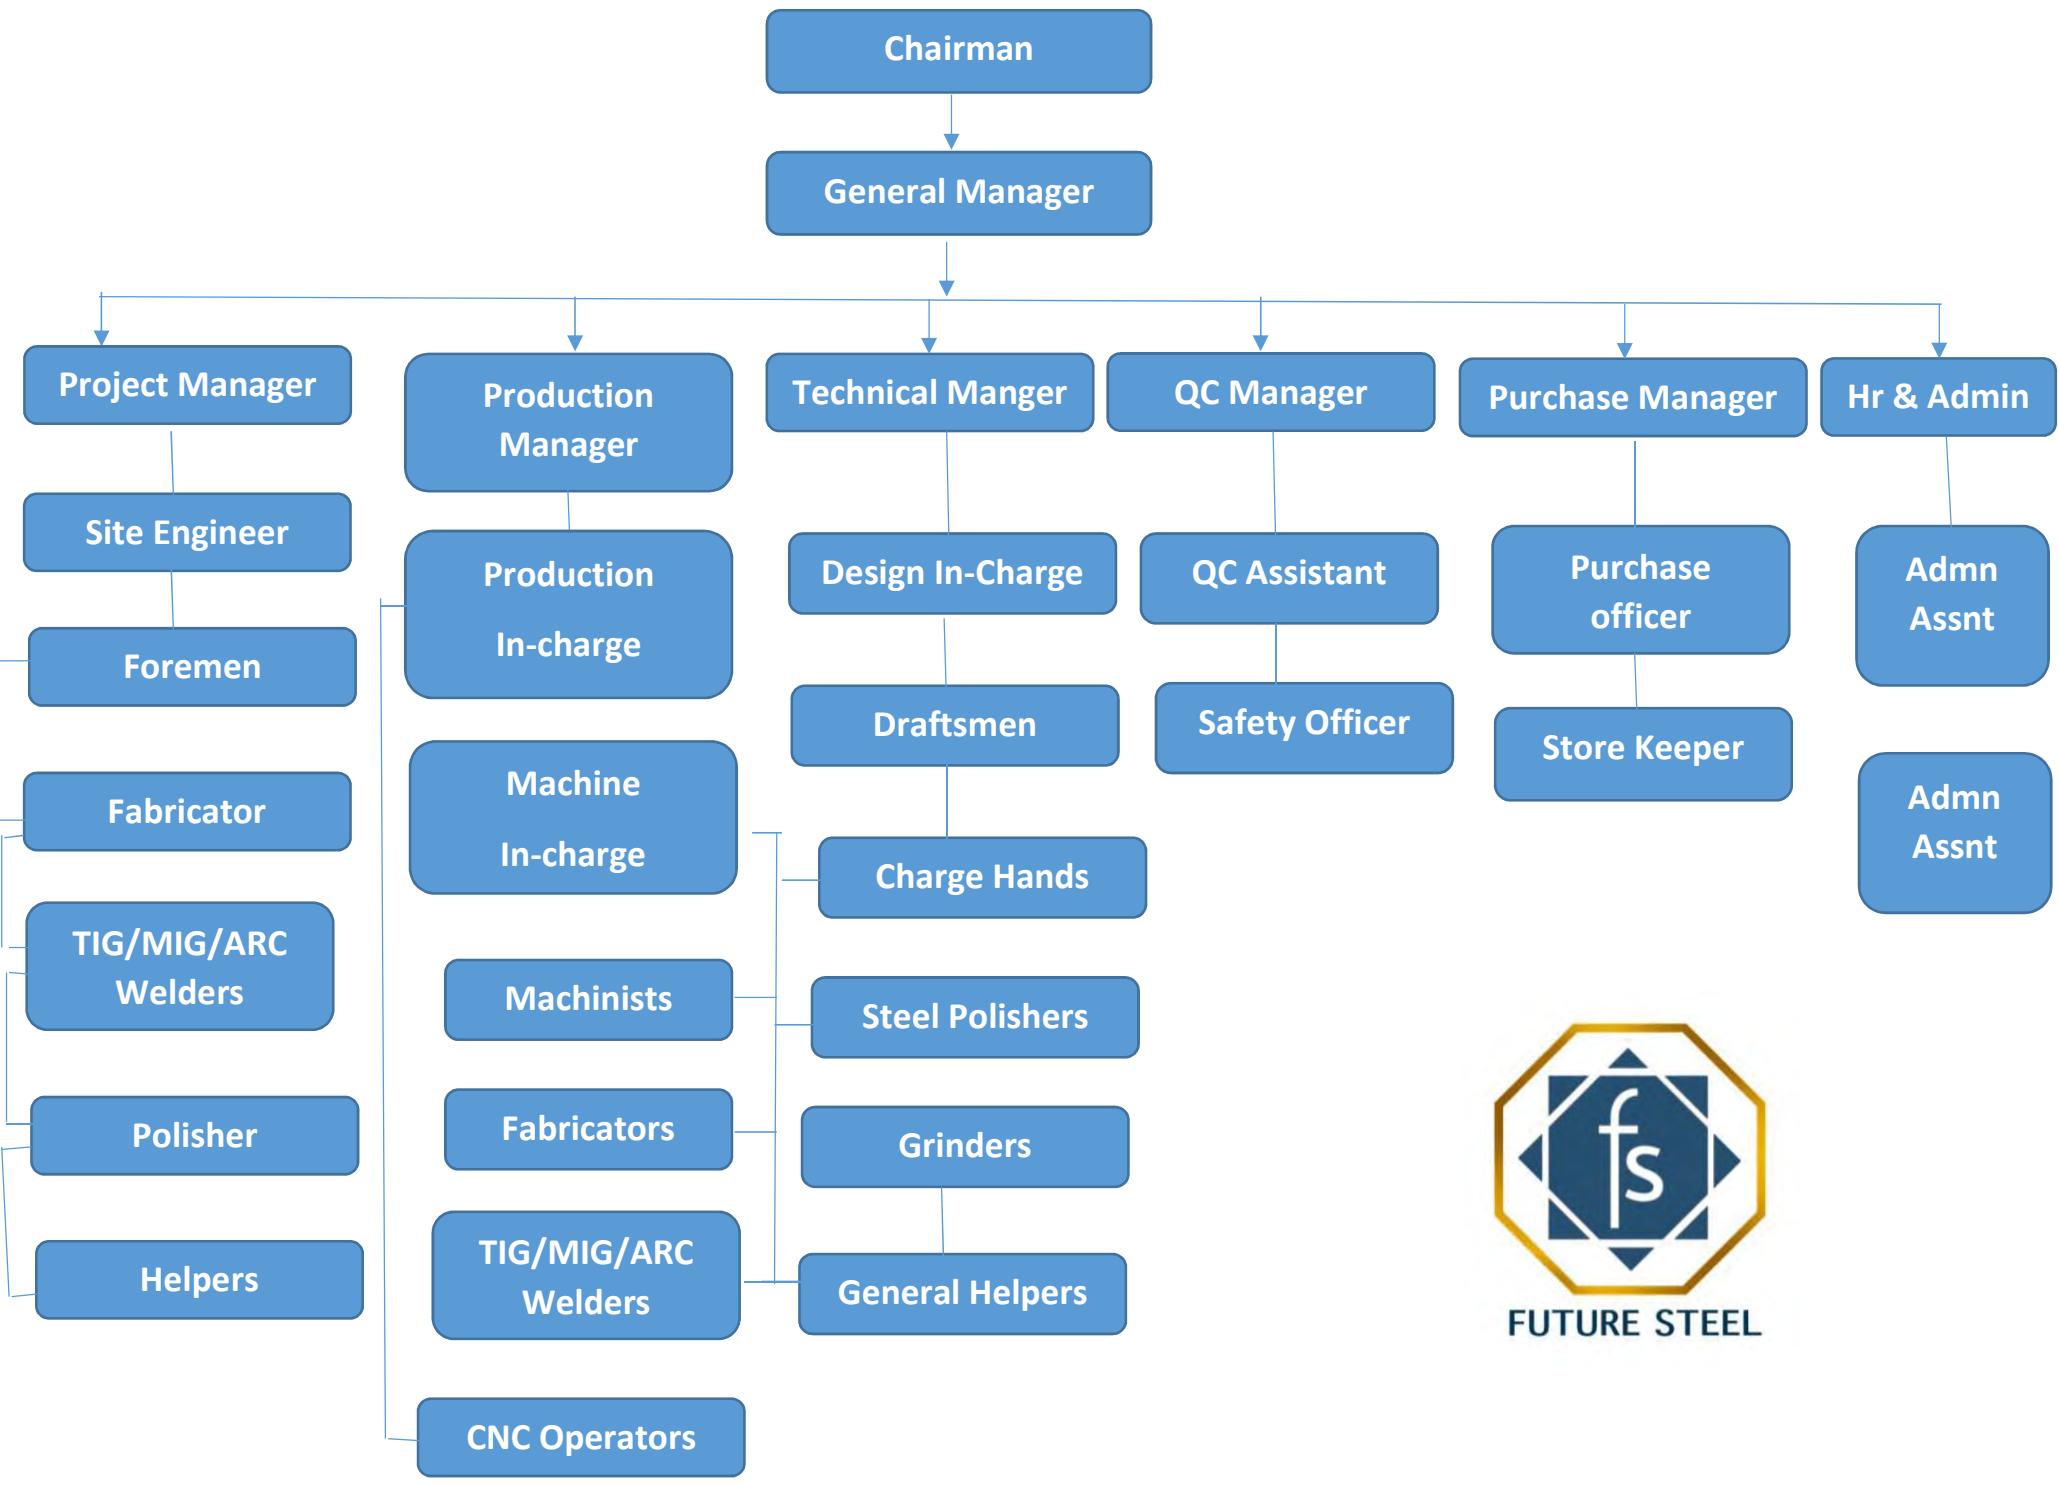 Chairman
General Manager
Project Manager
Production
Manager
Technical Manger
QC Manager
Purchase Manager
Hr & Admin
Site Engineer
Production
In-charge
Design In-Charge
QC Assistant
Purchase
officer
Admn
Assnt
Foremen
Draftsmen
Safety Officer
Store Keeper
Fabricator
Machine
In-charge
Charge Hands
Admn
Assnt
TIG/MIG/ARC
Welders
Machinists
Steel Polishers
Polisher
Fabricators
Grinders
Helpers
TIG/MIG/ARC
Welders
General Helpers
CNC Operators
fs
FUTURE STEEL